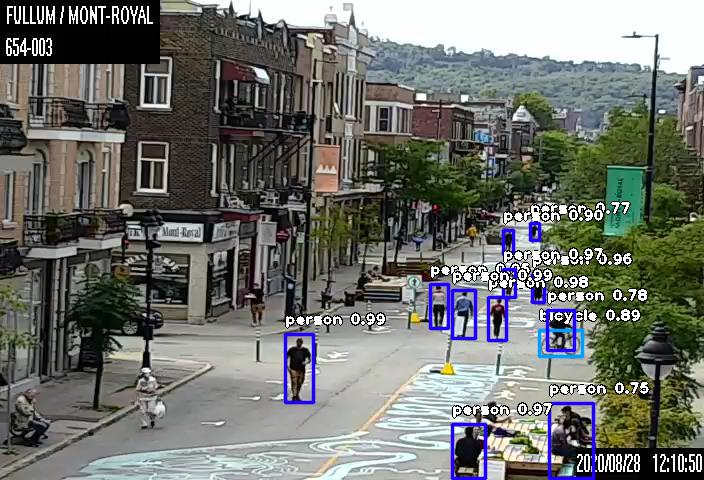 FULLUM / MONT-ROYAL
654-003
person 0.77
person 0.90
person 0.97
person 0.96
person 0.99
person 0.98
person 0.78
bicycle 0.89
person 0.99
person 0.75
person 0.97
Mont-Royal
2020/08/28 12:10:50